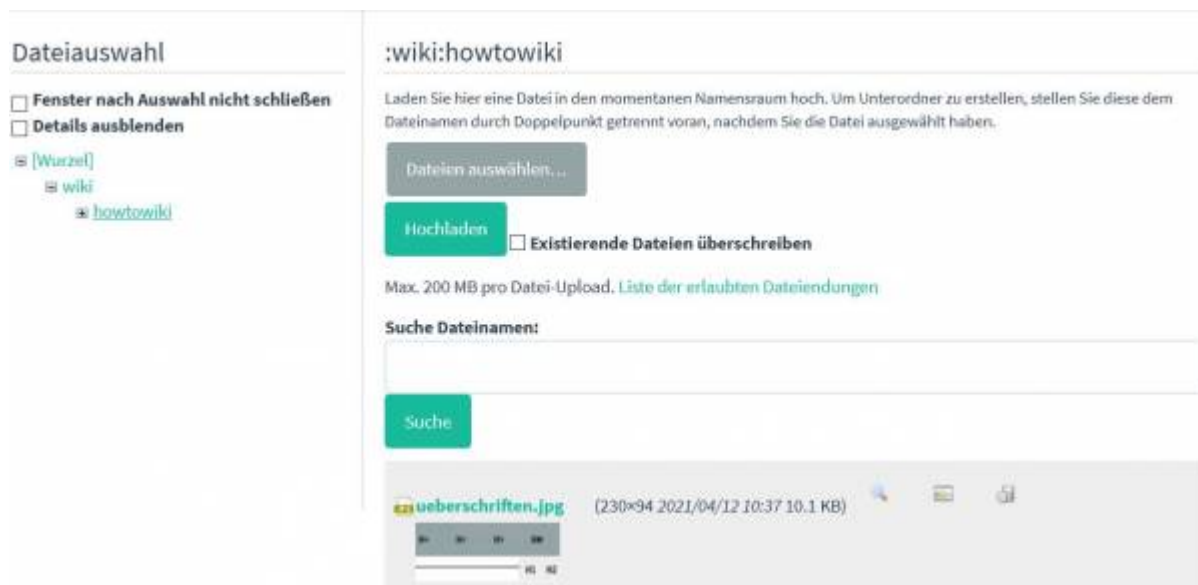 Dateiauswahl
Fenster nach Auswahl nicht schließen
Details ausblenden
[Wurzel]
wiki
howtowiki
:wiki:howtowiki
Laden Sie hier eine Datei in den momentanen Namensraum hoch. Um Unterordner zu erstellen, stellen Sie diese dem
Dateinamen durch Doppelpunkt getrennt voran, nachdem Sie die Datei ausgewählt haben.
Dateien auswählen...
Hochladen
Existierende Dateien überschreiben
Max. 200 MB pro Datei-Upload. Liste der erlaubten Dateiendungen
Suche Dateinamen:
Suche
ueberschriften.jpg (230×94 2021/04/12 10:37 10.1 KB)
H1 H2